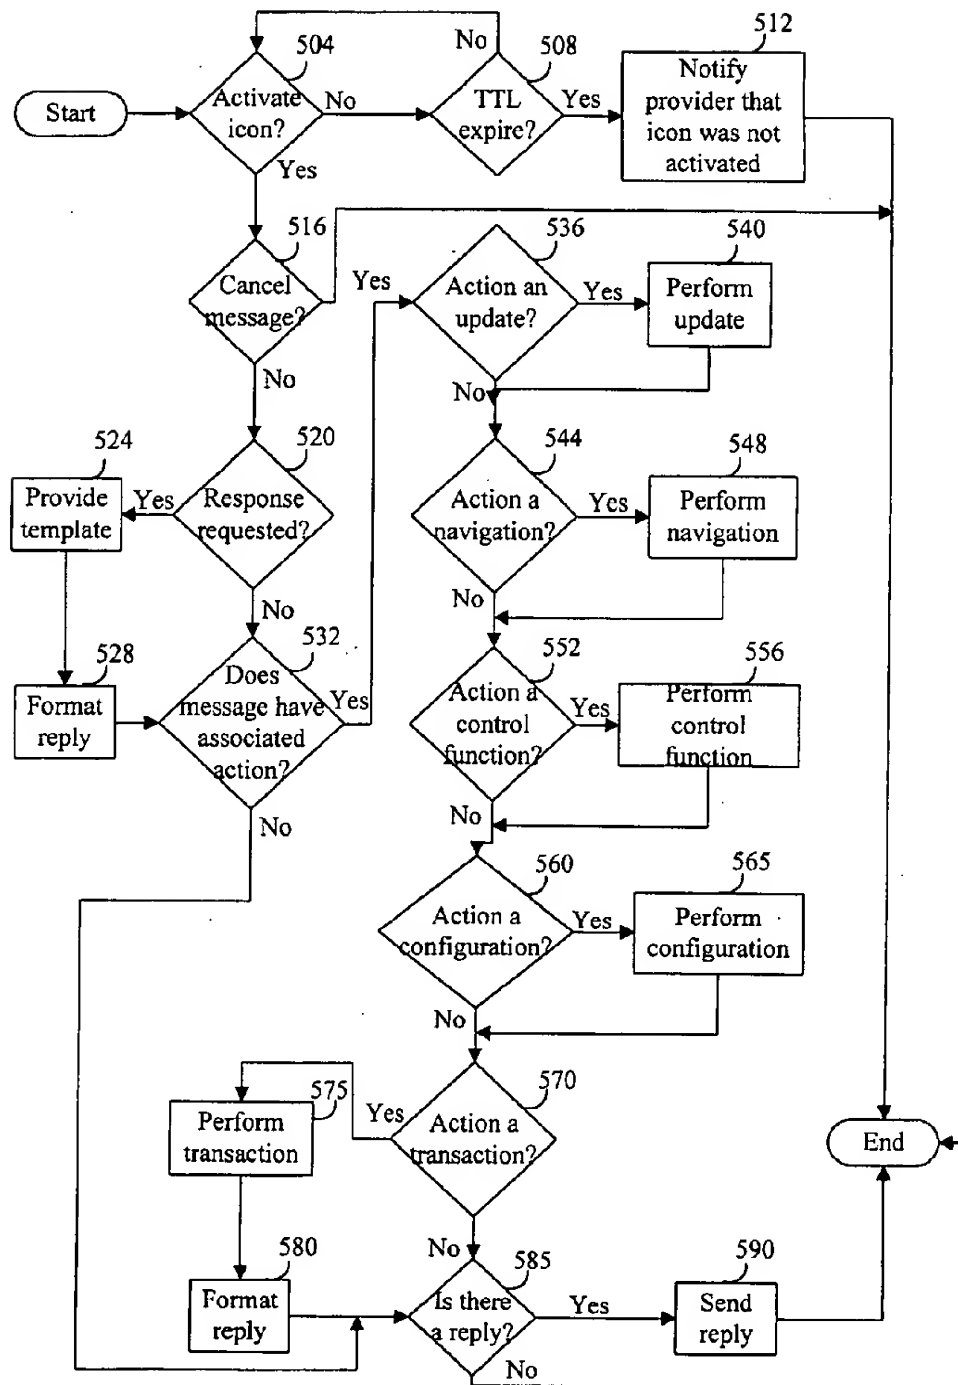 504
No
508
512
Start
Activate
icon?
No
TTL
expire?
Yes
Notify
provider that
icon was not
activated
Yes
516
536
540
Cancel
message?
Yes
Action an
update?
Yes
Perform
update
No
No
524
520
544
548
Provide
template
Yes
Response
requested?
Action a
navigation?
Yes
Perform
navigation
No
No
528
532
552
556
Format
reply
Does
message have
associated
action?
Yes
Action a
control
function?
Yes
Perform
control
function
No
No
560
565
Action a
configuration?
Yes
Perform
configuration
No
575
570
Perform
transaction
Yes
Action a
transaction?
End
No
580
585
590
Format
reply
Is there
a reply?
Yes
Send
reply
No